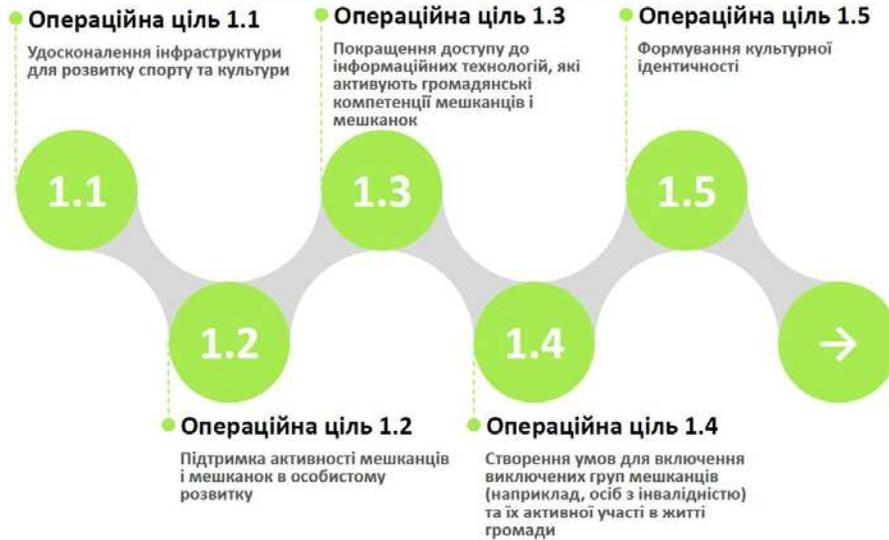 Операційна ціль 1.1
Удосконалення інфраструктури
для розвитку спорту та культури
Операційна ціль 1.3
Покращення доступу до
інформаційних технологій, які
активують громадянські
компетенції мешканців і
мешканок
Операційна ціль 1.5
Формування культурної
ідентичності
1.1
1.3
1.5
1.2
1.4
→
Операційна ціль 1.2
Підтримка активності мешканців
і мешканок в особистому
розвитку
Операційна ціль 1.4
Створення умов для включення
виключених груп мешканців
(наприклад, осіб з інвалідністю)
та їх активної участі в житті
громади